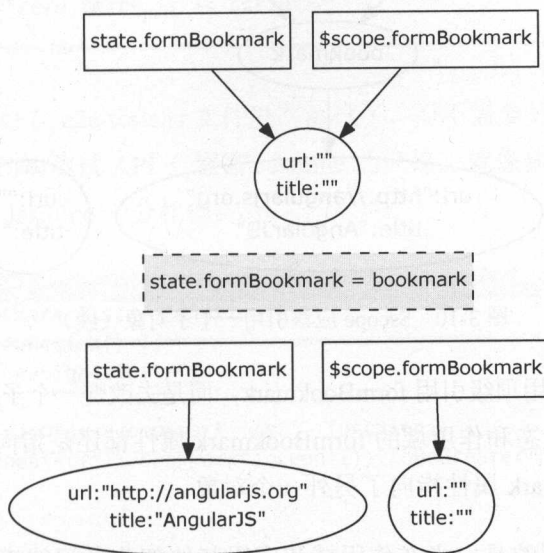 state.formBookmark
$scope.formBookmark
url:""
title:""
state.formBookmark = bookmark
state.formBookmark
$scope.formBookmark
url:"http://angularjs.org"
title:"AngularJS"
url:""
title:""